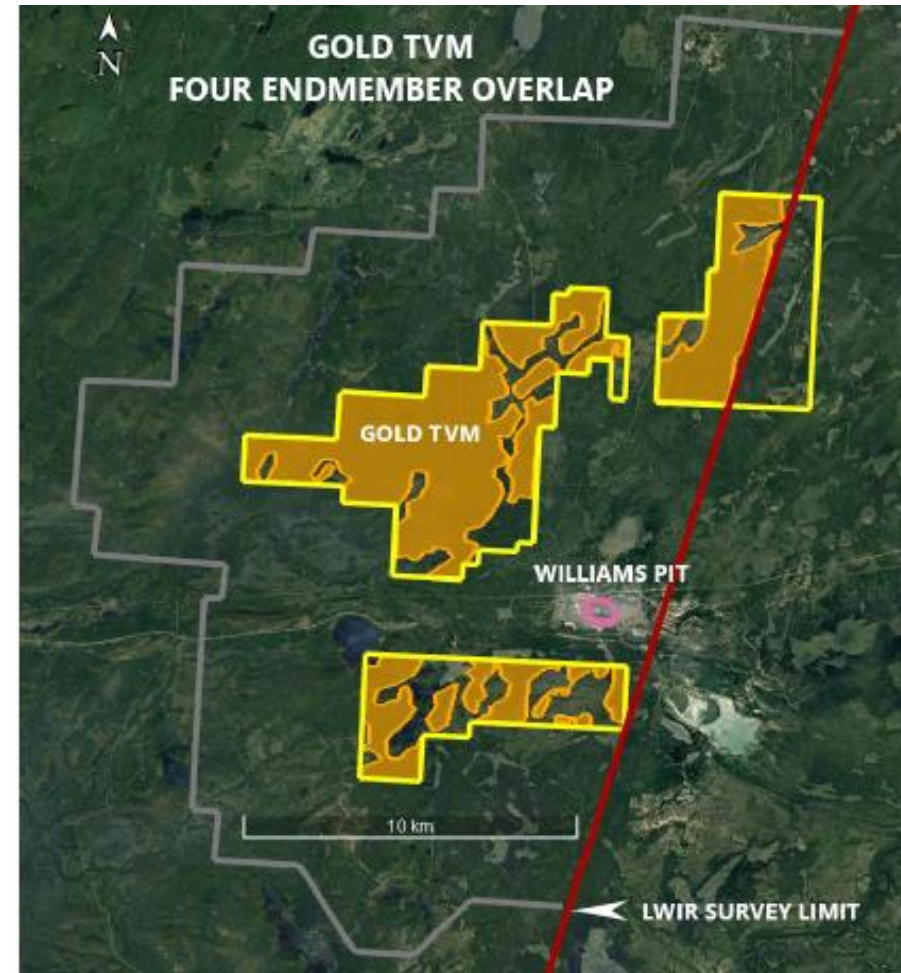 N
GOLD TVM
FOUR ENDMEMBER OVERLAP
GOLD TVM
WILLIAMS PIT
10 km
LWIR SURVEY LIMIT